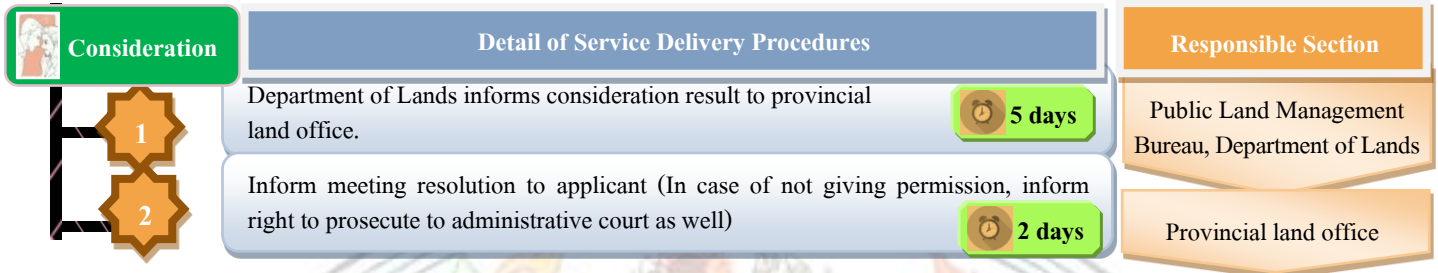 Consideration
Detail of Service Delivery Procedures
Responsible Section
1
Department of Lands informs consideration result to provincial
land office.
5 days
Public Land Management
Bureau, Department of Lands
2
Inform meeting resolution to applicant (In case of not giving permission, inform
right to prosecute to administrative court as well)
2 days
Provincial land office